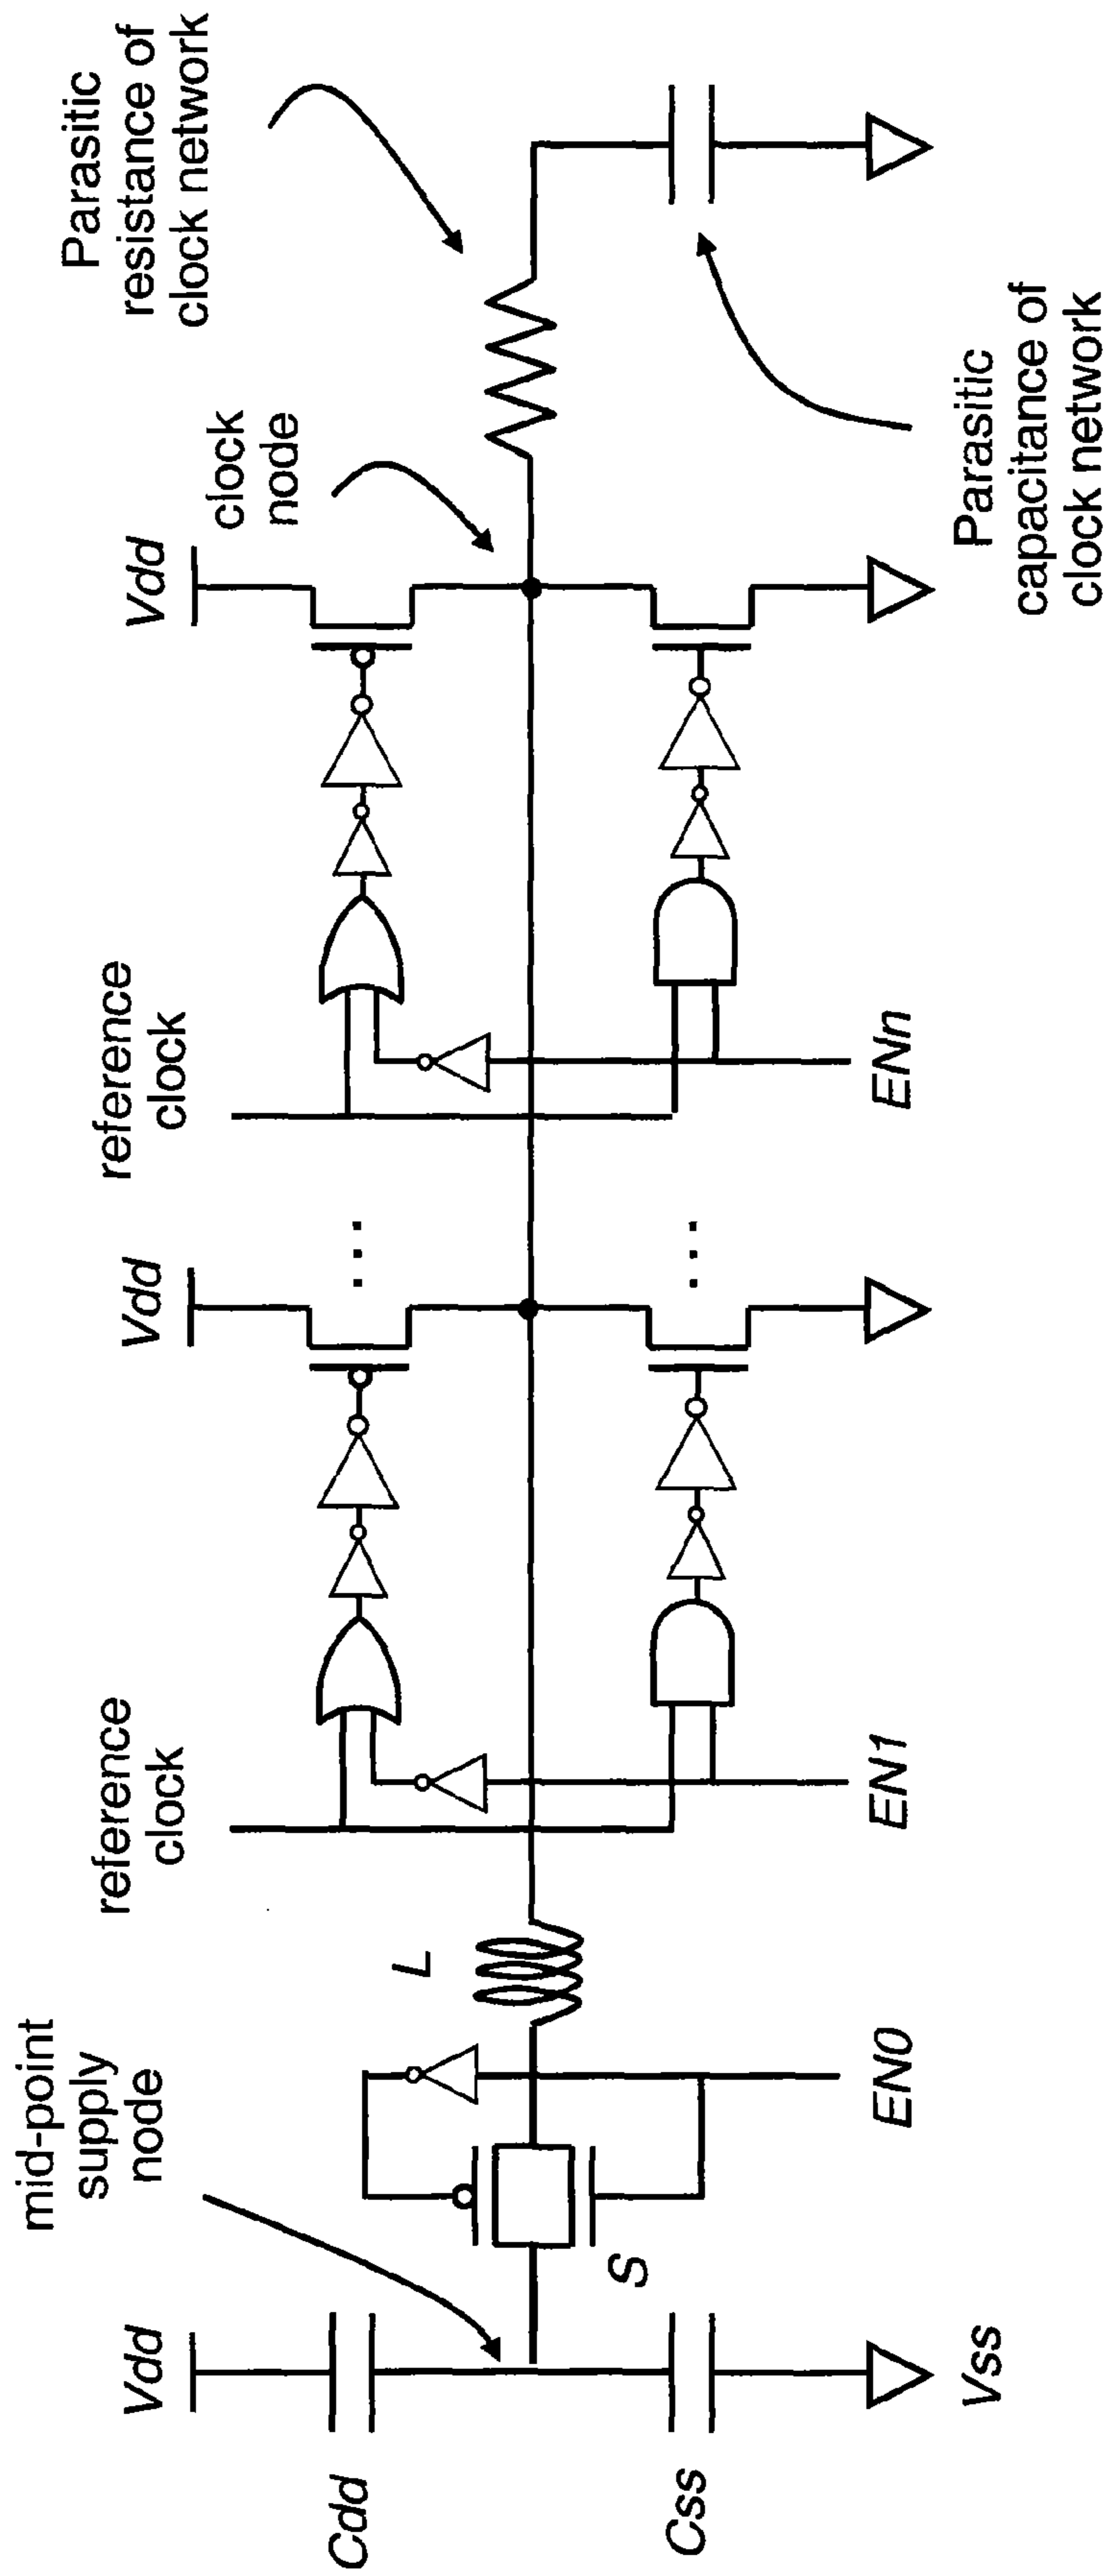 Vdd
Cdd
Css
Vss
mid-point
supply
node
S
EN0
L
reference
clock
EN1
Vdd
...
...
reference
clock
ENn
Vdd
clock
node
Parasitic
resistance of
clock network
Parasitic
capacitance of
clock network